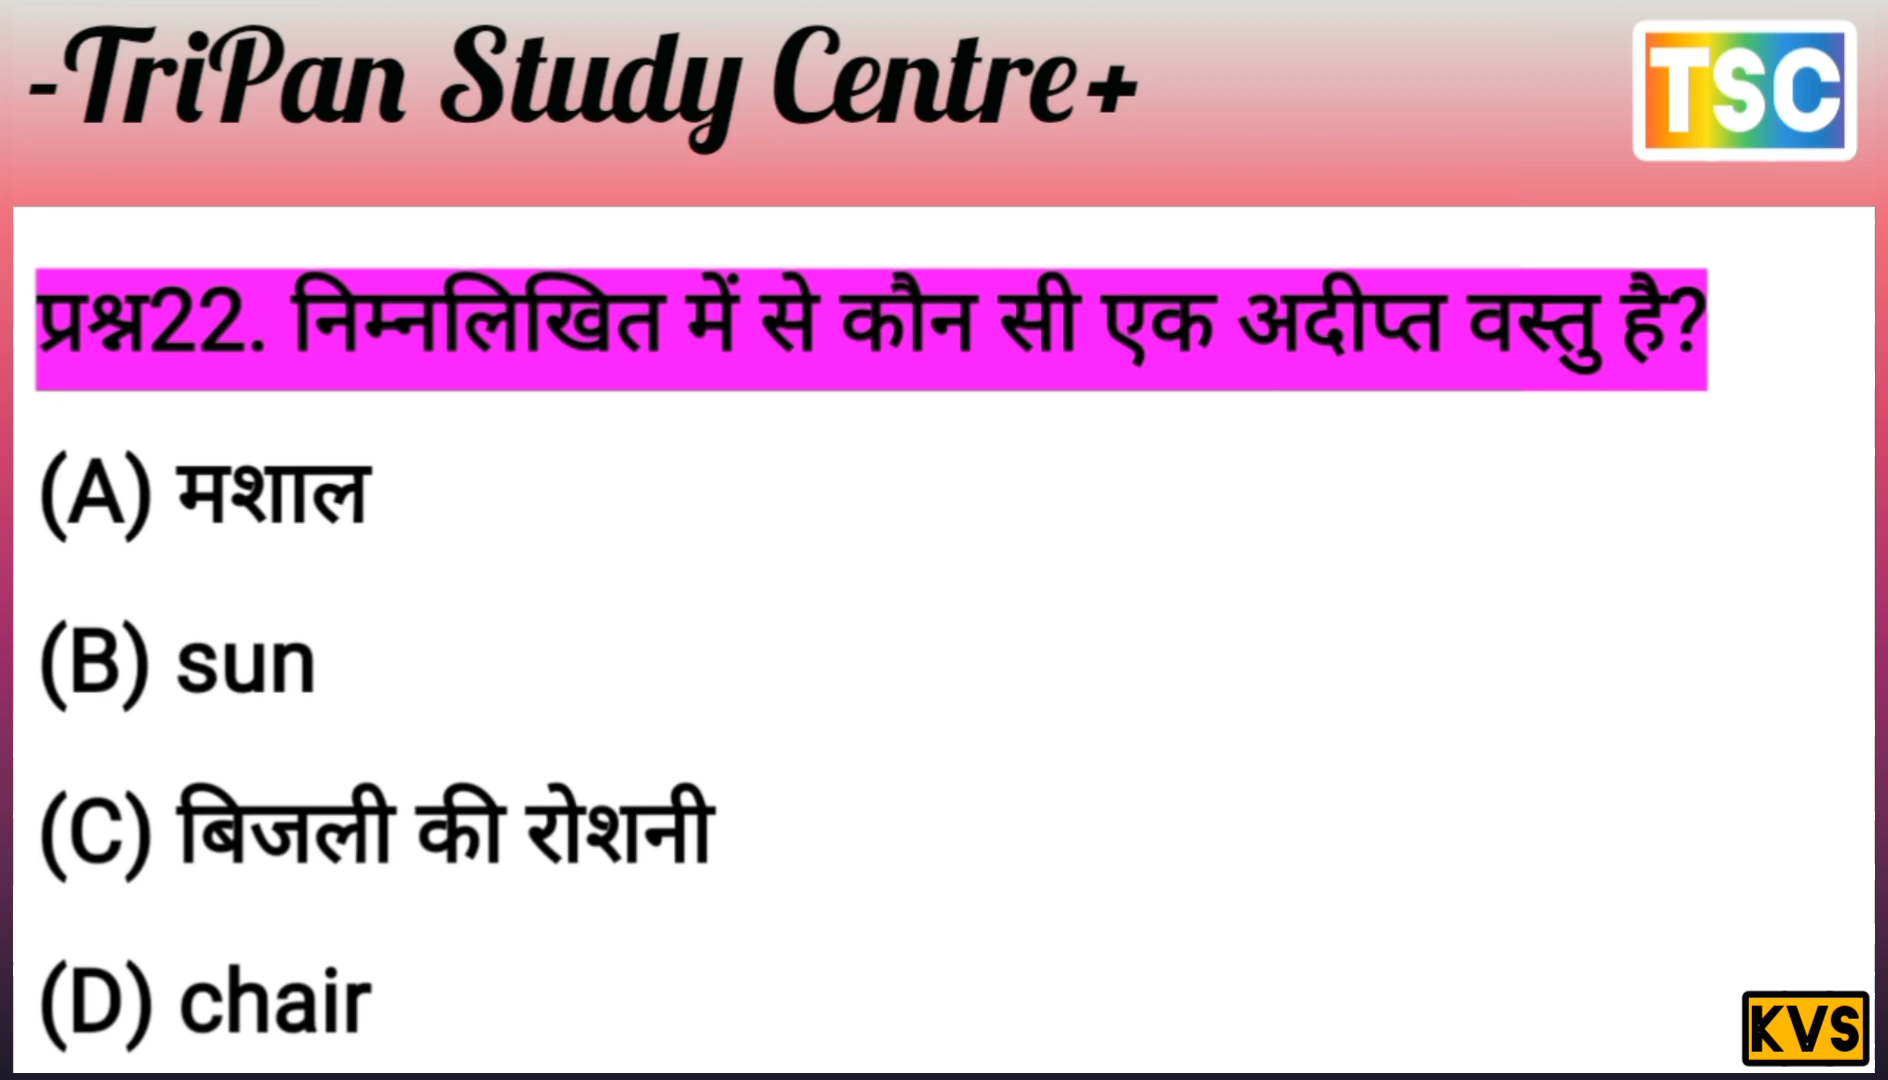 -TriPan Study Centre+
TSC
प्रश्न22. निम्नलिखित में से कौन सी एक अदीप्त वस्तु है?
(A) मशाल
(B) sun
(C) बिजली की रोशनी
(D) chair
KVS